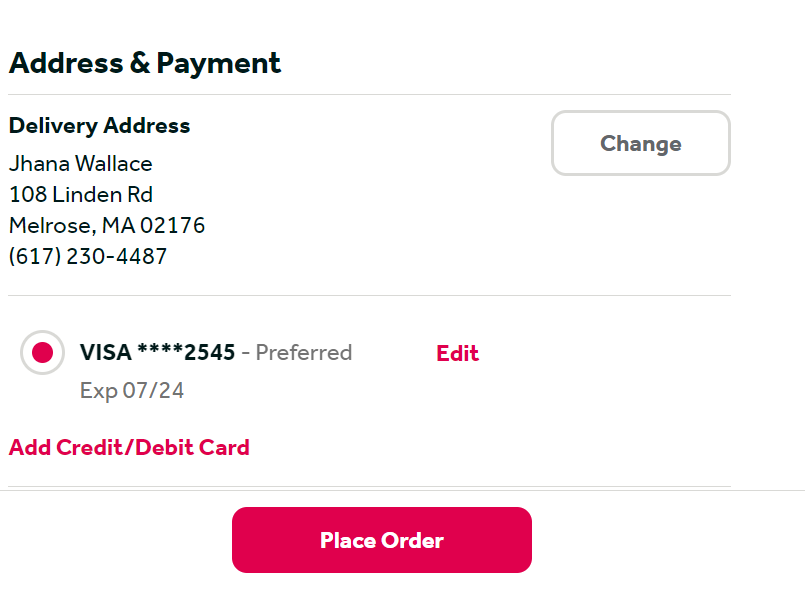 Address & Payment
Delivery Address
Change
Jhana Wallace
108 Linden Rd
Melrose, MA 02176
(617) 230-4487
VISA ****2545 - Preferred
Edit
Exp 07/24
Add Credit/Debit Card
Place Order